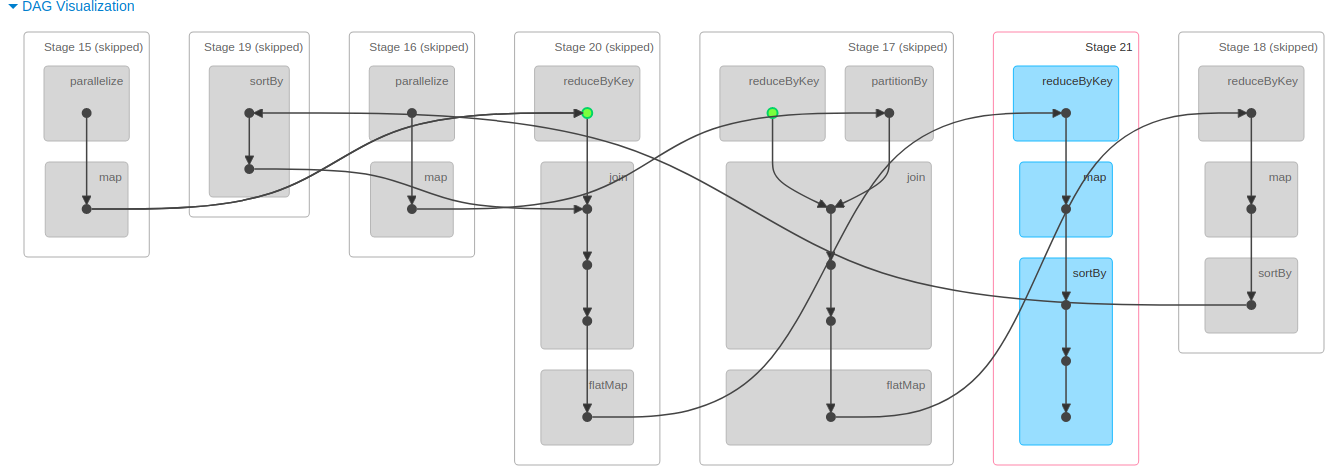 DAG Visualization
Stage 15 (skipped)
parallelize
map
Stage 19 (skipped)
sortBy
Stage 16 (skipped)
parallelize
map
Stage 20 (skipped)
reduceByKey
join
flatMap
Stage 17 (skipped)
reduceByKey
partitionBy
join
flatMap
Stage 21
reduceByKey
map
sortBy
Stage 18 (skipped)
reduceByKey
map
sortBy